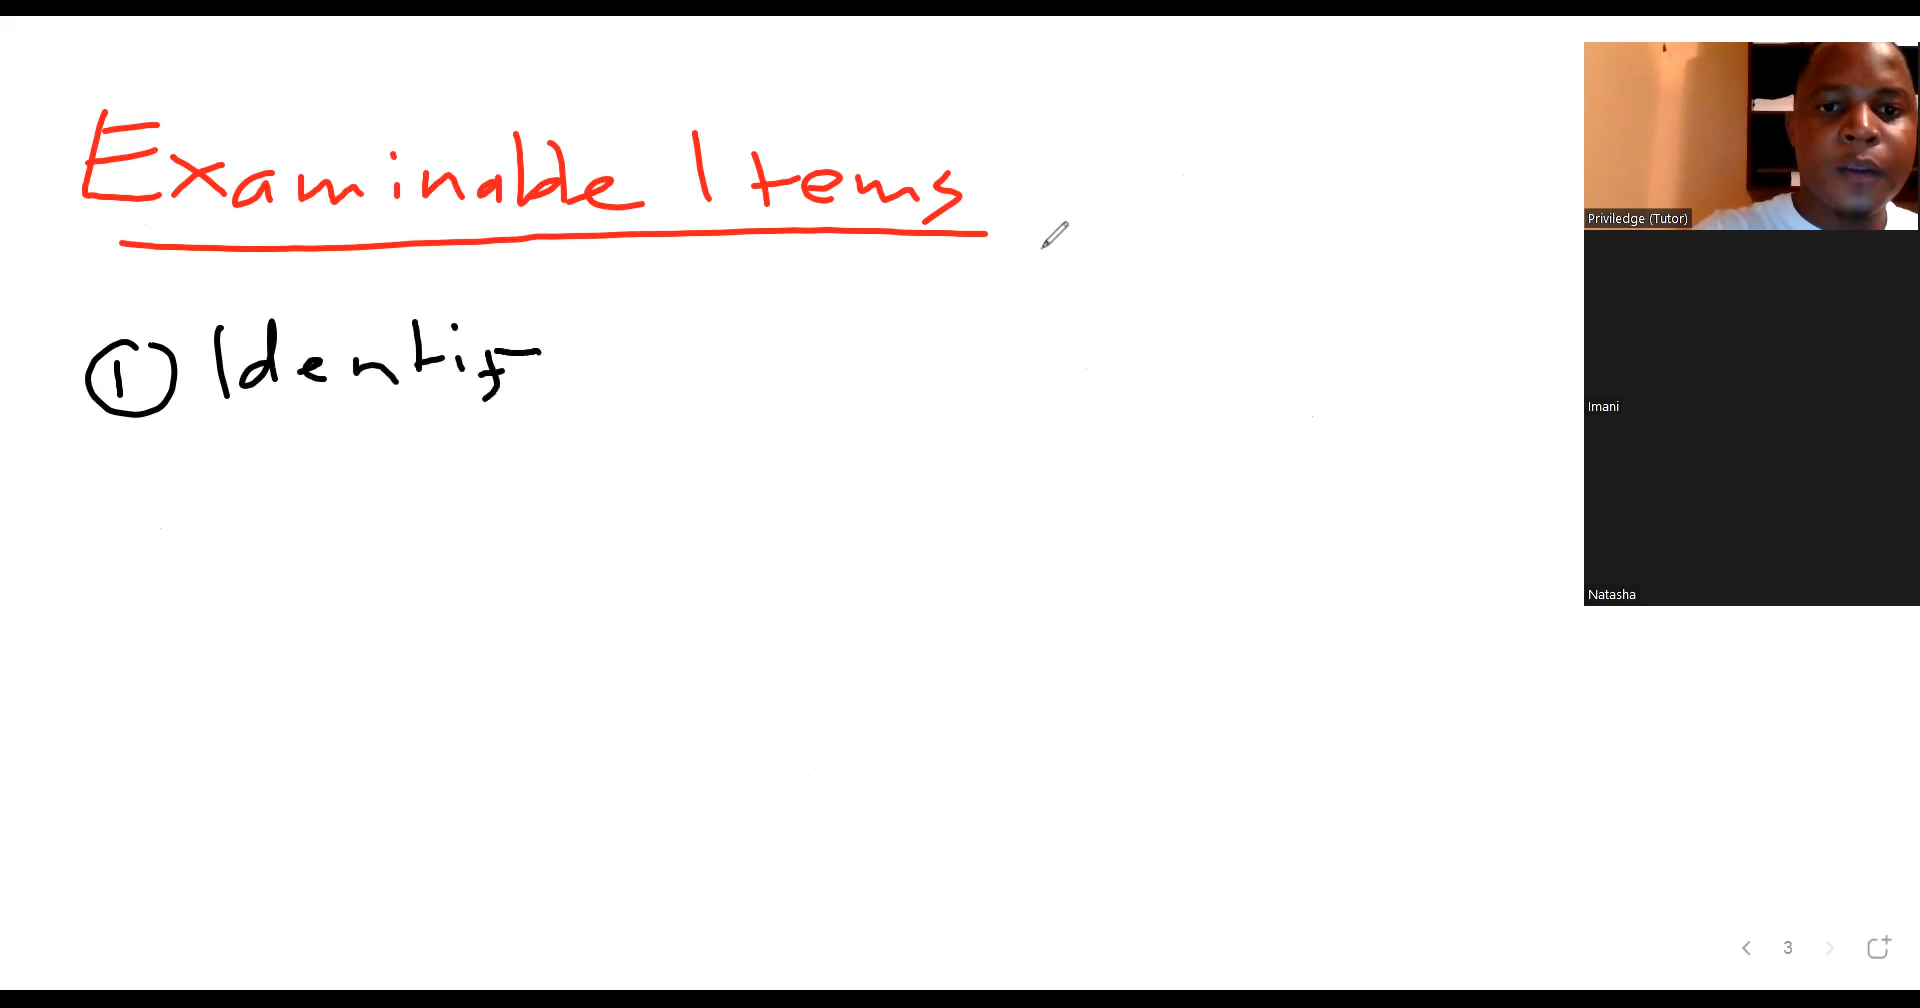 Examinable Items
① Identif
Priviledge (Tutor)
Imani
Natasha
3